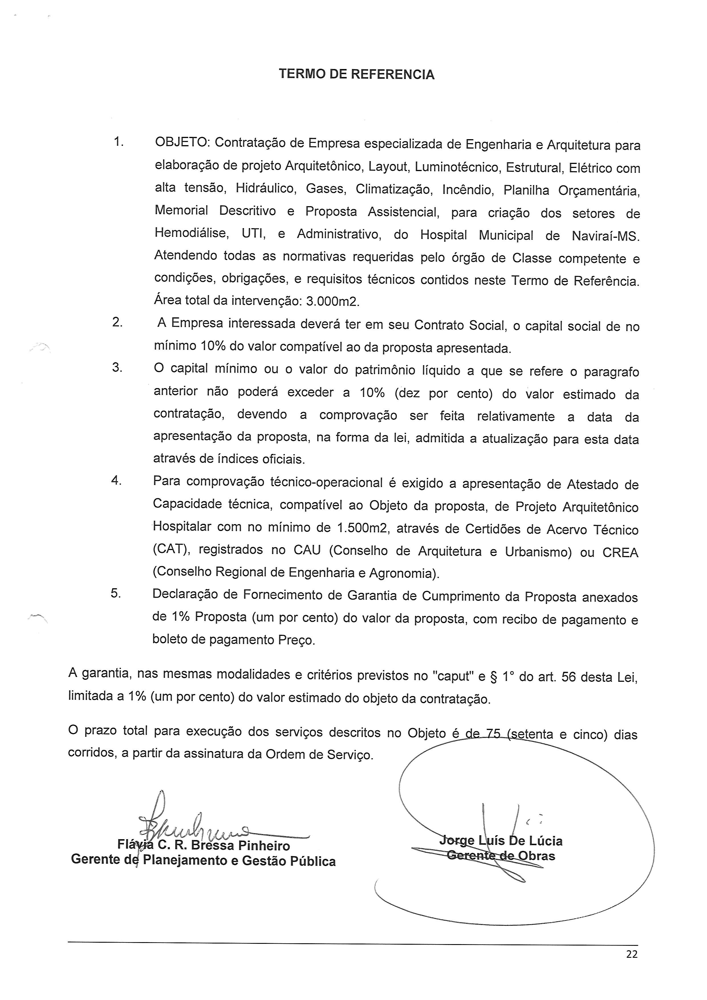 TERMO DE REFERENCIA
1. OBJETO: Contratação de Empresa especializada de Engenharia e Arquitetura para
elaboração de projeto Arquitetônico, Layout, Luminotécnico, Estrutural, Elétrico com
alta tensão, Hidráulico, Gases, Climatização, Incêndio, Planilha Orçamentária,
Memorial Descritivo e Proposta Assistencial, para criação dos setores de
Hemodiálise, UTI, e Administrativo, do Hospital Municipal de Naviraí-MS.
Atendendo todas as normativas requeridas pelo órgão de Classe competente e
condições, obrigações, e requisitos técnicos contidos neste Termo de Referência.
Área total da intervenção: 3.000m2.
2. A Empresa interessada deverá ter em seu Contrato Social, o capital social de no
mínimo 10% do valor compatível ao da proposta apresentada.
3. O capital mínimo ou o valor do patrimônio líquido a que se refere o paragrafo
anterior não poderá exceder a 10% (dez por cento) do valor estimado da
contratação, devendo a comprovação ser feita relativamente a data da
apresentação da proposta, na forma da lei, admitida a atualização para esta data
através de índices oficiais.
4. Para comprovação técnico-operacional é exigido a apresentação de Atestado de
Capacidade técnica, compatível ao Objeto da proposta, de Projeto Arquitetônico
Hospitalar com no mínimo de 1.500m2, através de Certidões de Acervo Técnico
(CAT), registrados no CAU (Conselho de Arquitetura e Urbanismo) ou CREA
(Conselho Regional de Engenharia e Agronomia).
5. Declaração de Fornecimento de Garantia de Cumprimento da Proposta anexados
de 1% Proposta (um por cento) do valor da proposta, com recibo de pagamento e
boleto de pagamento Preço.
A garantia, nas mesmas modalidades e critérios previstos no "caput" e § 1° do art. 56 desta Lei,
limitada a 1% (um por cento) do valor estimado do objeto da contratação.
O prazo total para execução dos serviços descritos no Objeto é de 75 (setenta e cinco) dias
corridos, a partir da assinatura da Ordem de Serviço.
Flávia C. R. Bressa Pinheiro
Gerente de Planejamento e Gestão Pública
Jorge Luís De Lúcia
Gerente de Obras
22